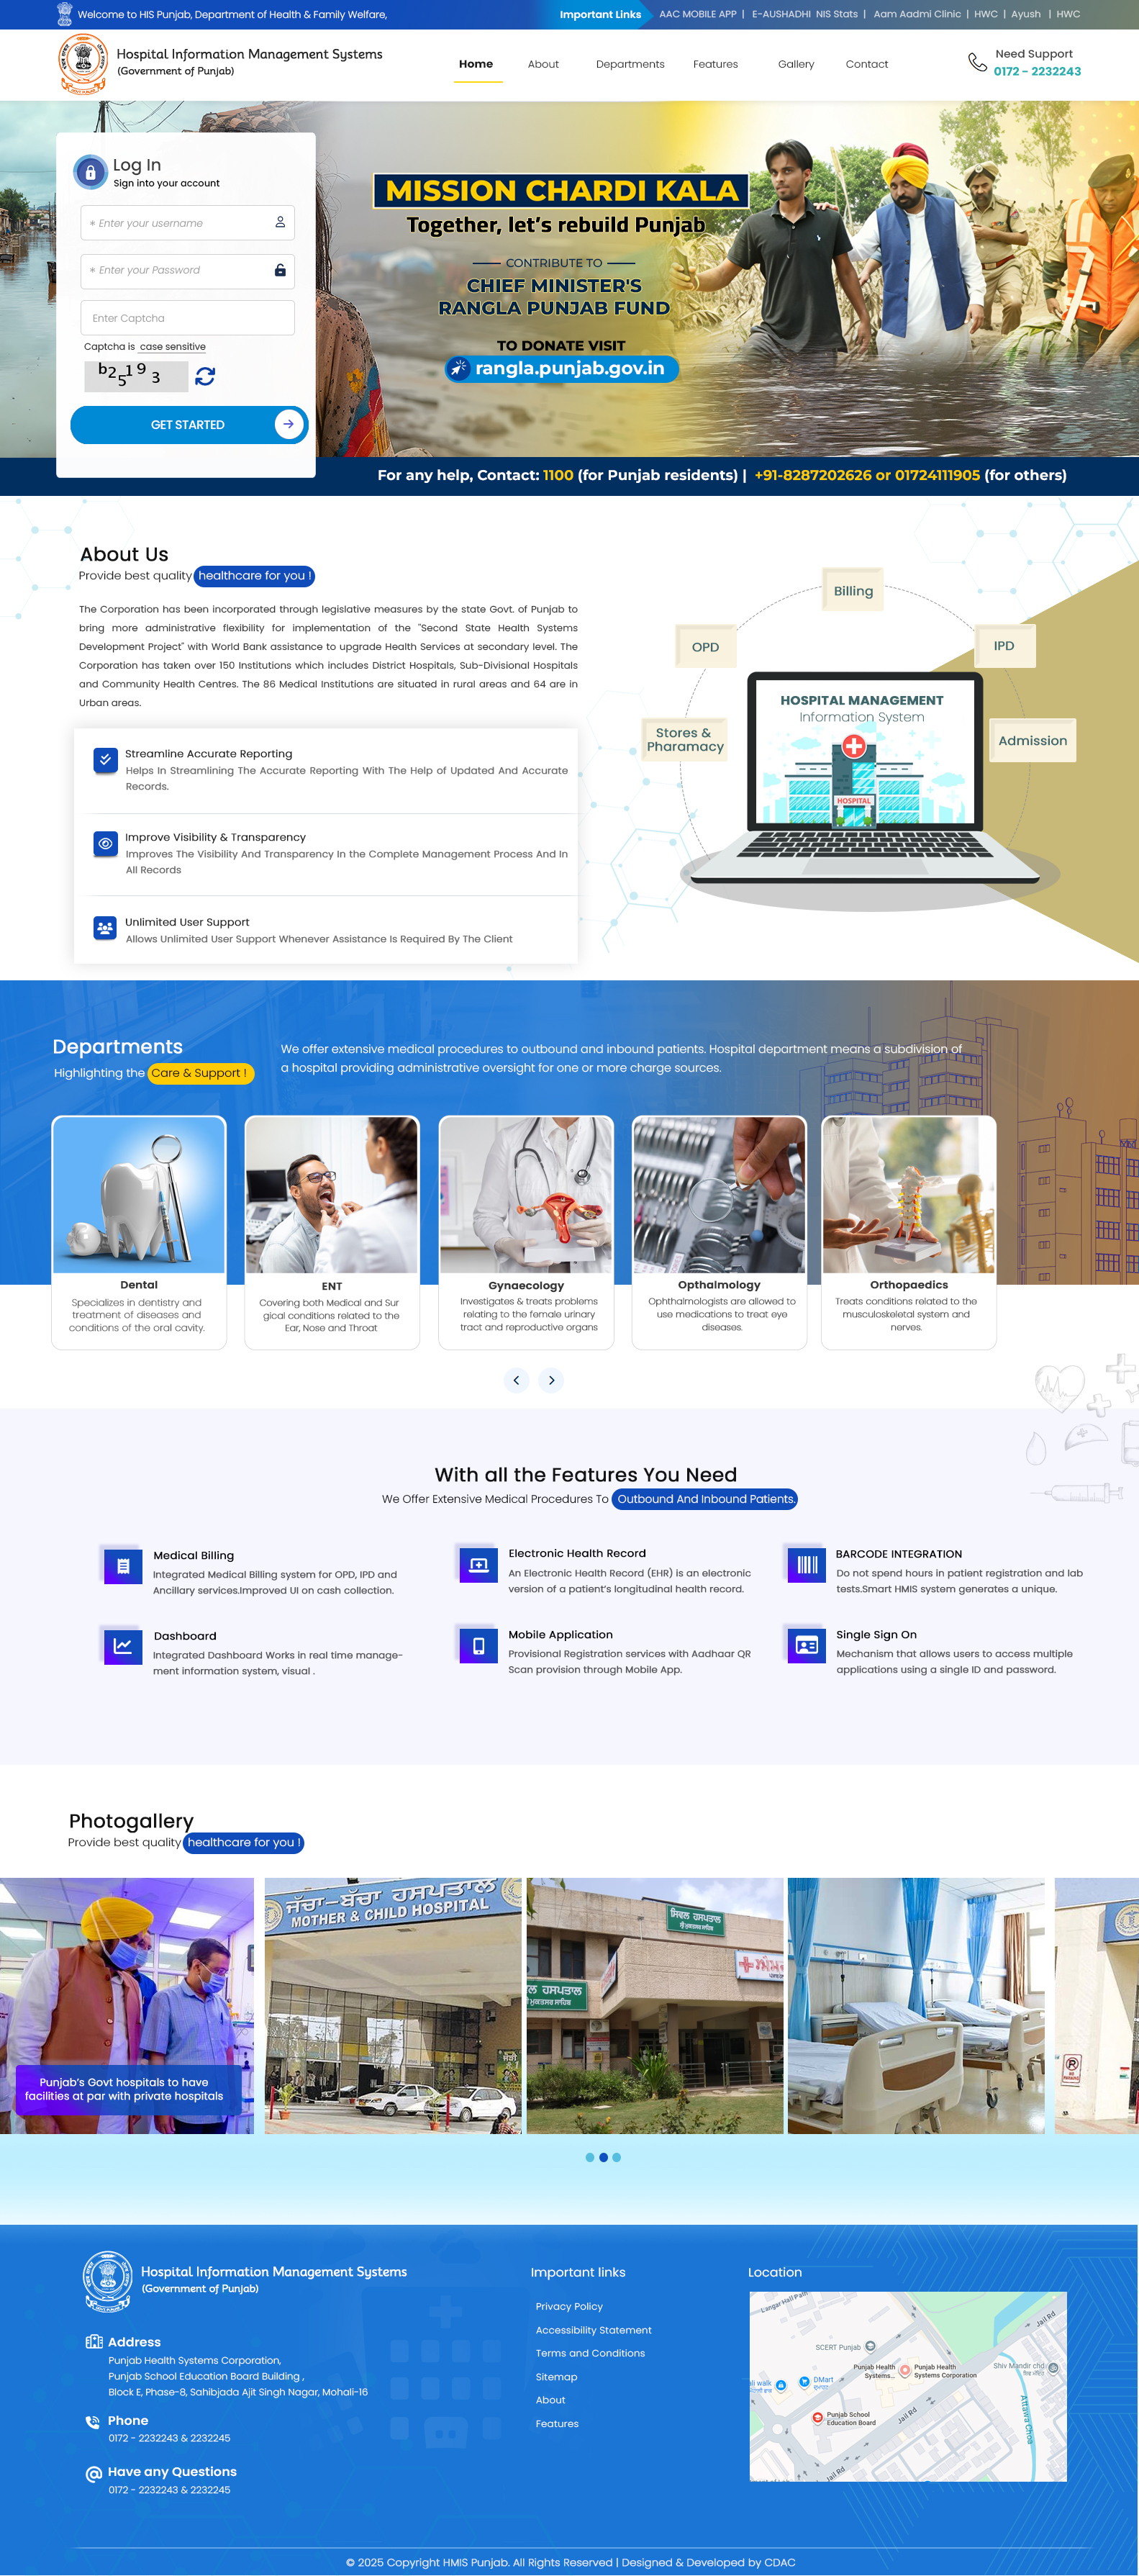 Welcome to HIS Punjab, Department of Health & Family Welfare,
Important Links
AAC MOBILE APP | E-AUSHADHI NIS Stats | Aam Aadmi Clinic | HWC | Ayush | HWC
Hospital Information Management Systems
(Government of Punjab)
Home
About
Departments
Features
Gallery
Contact
Need Support
0172 - 2232243
Log In
Sign into your account
* Enter your username
* Enter your Password
Enter Captcha
Captcha is case sensitive
b25193
GET STARTED
MISSION CHARDI KALA
Together, let's rebuild Punjab
CONTRIBUTE TO
CHIEF MINISTER'S
RANGLA PUNJAB FUND
TO DONATE VISIT
rangla.punjab.gov.in
For any help, Contact: 1100 (for Punjab residents) | +91-8287202626 or 01724111905 (for others)
About Us
Provide best quality healthcare for you !
The Corporation has been incorporated through legislative measures by the state Govt. of Punjab to
bring more administrative flexibility for implementation of the "Second State Health Systems
Development Project" with World Bank assistance to upgrade Health Services at secondary level. The
Corporation has taken over 150 Institutions which includes District Hospitals, Sub-Divisional Hospitals
and Community Health Centres. The 86 Medical Institutions are situated in rural areas and 64 are in
Urban areas.
Streamline Accurate Reporting
Helps In Streamlining The Accurate Reporting With The Help of Updated And Accurate
Records.
Improve Visibility & Transparency
Improves The Visibility And Transparency In the Complete Management Process And In
All Records
Unlimited User Support
Allows Unlimited User Support Whenever Assistance Is Required By The Client
Billing
OPD
IPD
Stores &
Pharamacy
Admission
HOSPITAL MANAGEMENT
Information System
HOSPITAL
Departments
Highlighting the Care & Support !
We offer extensive medical procedures to outbound and inbound patients. Hospital department means a subdivision of
a hospital providing administrative oversight for one or more charge sources.
Dental
Specializes in dentistry and
treatment of diseases and
conditions of the oral cavity.
ENT
Covering both Medical and Sur
gical conditions related to the
Ear, Nose and Throat
Gynaecology
Investigates & treats problems
relating to the female urinary
tract and reproductive organs
Opthalmology
Ophthalmologists are allowed to
use medications to treat eye
diseases.
Orthopaedics
Treats conditions related to the
musculoskeletal system and
nerves.
With all the Features You Need
We Offer Extensive Medical Procedures To Outbound And Inbound Patients.
Medical Billing
Integrated Medical Billing system for OPD, IPD and
Ancillary services.Improved UI on cash collection.
Electronic Health Record
An Electronic Health Record (EHR) is an electronic
version of a patient's longitudinal health record.
BARCODE INTEGRATION
Do not spend hours in patient registration and lab
tests.Smart HMIS system generates a unique.
Dashboard
Integrated Dashboard Works in real time manage-
ment information system, visual .
Mobile Application
Provisional Registration services with Aadhaar QR
Scan provision through Mobile App.
Single Sign On
Mechanism that allows users to access multiple
applications using a single ID and password.
Photogallery
Provide best quality healthcare for you !
Punjab's Govt hospitals to have
facilities at par with private hospitals
ਜੱਚਾ-ਬੱਚਾ ਹਸਪਤਾਲ
MOTHER & CHILD HOSPITAL
ਸਿਵਲ ਹਸਪਤਾਲ
ਸ੍ਰੀ ਮੁਕਤਸਰ ਸਾਹਿਬ
ਲ ਹਸਪਤਾਲ
ਮੁਕਤਸਰ ਸਾਹਿਬ
Hospital Information Management Systems
(Government of Punjab)
Address
Punjab Health Systems Corporation,
Punjab School Education Board Building ,
Block E, Phase-8, Sahibjada Ajit Singh Nagar, Mohali-16
Phone
0172 - 2232243 & 2232245
Have any Questions
0172 - 2232243 & 2232245
Important links
Privacy Policy
Accessibility Statement
Terms and Conditions
Sitemap
About
Features
Location
Langar Hall Path
Jail Rd
SCERT Punjab
Punjab Health
Systems...
Punjab Health
Systems Corporation
Shiv Mandir chd
DMart
ali walk
Punjab School
Education Board
Jail Rd
Attawa Choa
Jail Rd
© 2025 Copyright HMIS Punjab. All Rights Reserved | Designed & Developed by CDAC